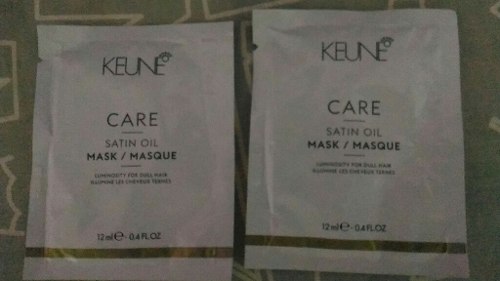 KEUNE
CARE
SATIN OIL
MASK / MASQUE
LUMINOSITY FOR DULL HAIR
ILLUMINE LES CHEVEUX TERNES
12 ml ℮ - 0.4 FL.OZ
KEUNE
CARE
SATIN OIL
MASK / MASQUE
LUMINOSITY FOR DULL HAIR
ILLUMINE LES CHEVEUX TERNES
12 ml ℮ - 0.4 FL.OZ